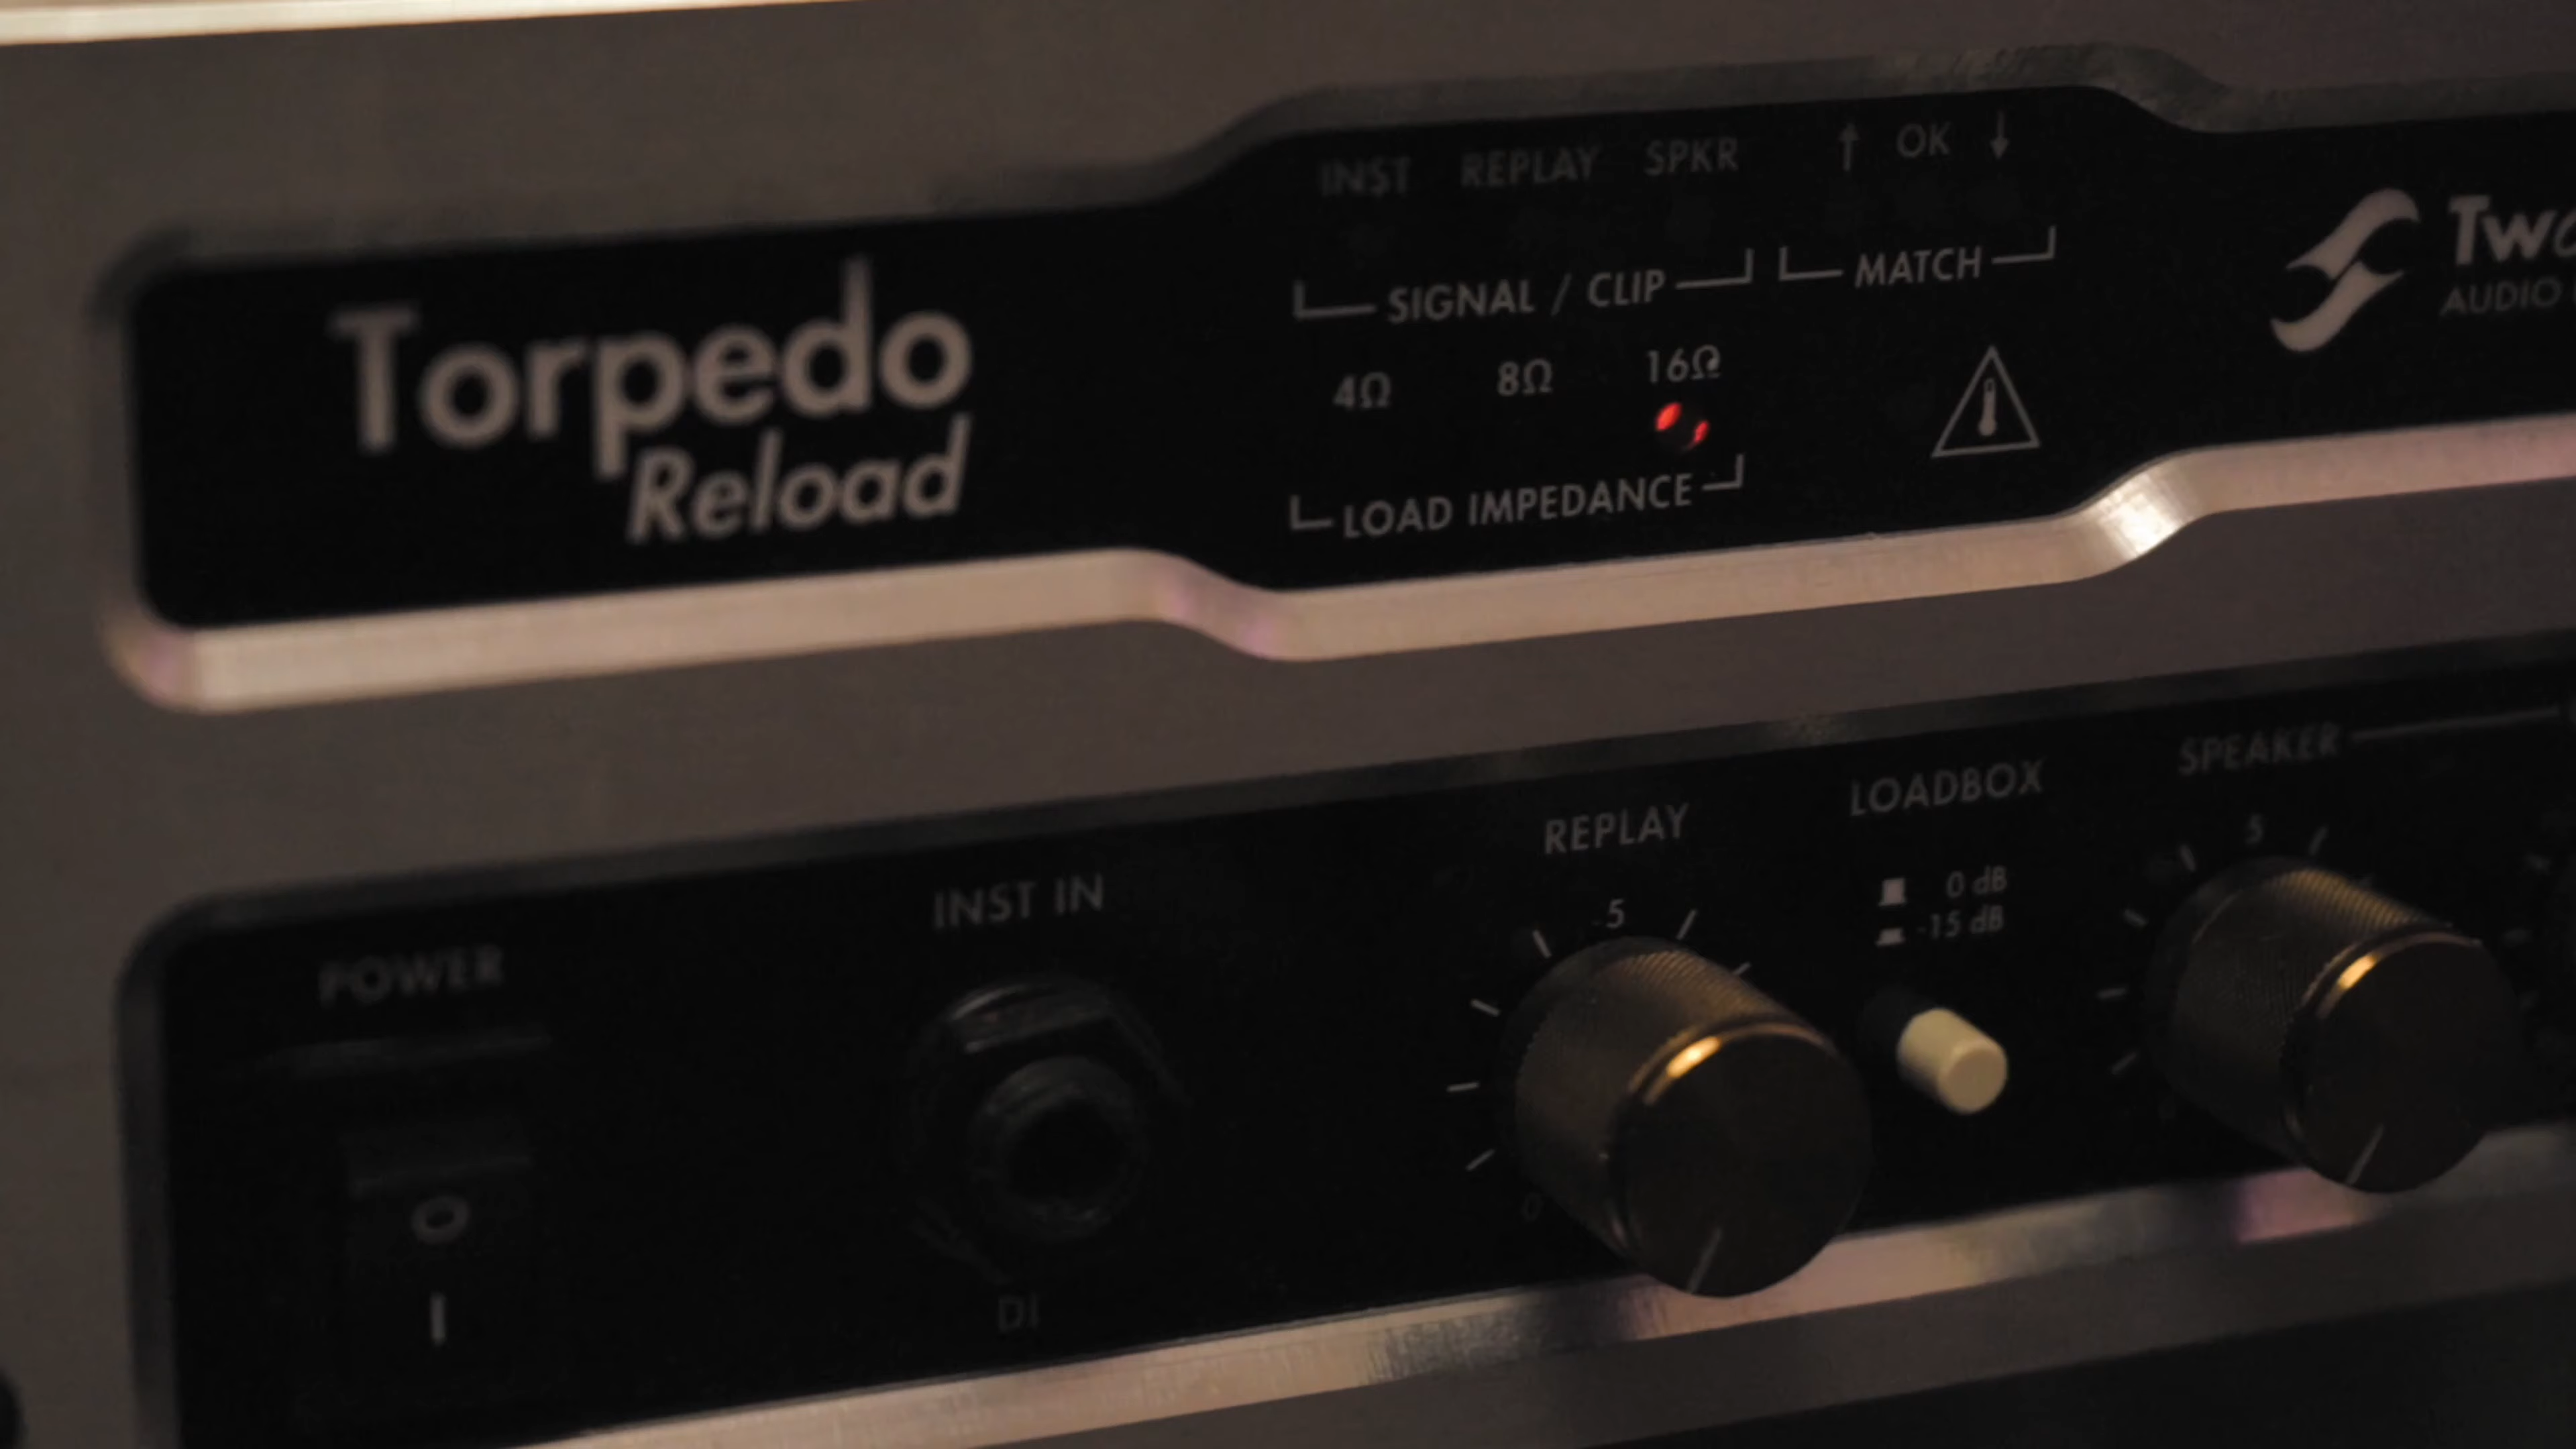 INST REPLAY SPKR ↑ OK ↓
SIGNAL / CLIP MATCH
Torpedo
Reload
4Ω 8Ω 16Ω
LOAD IMPEDANCE
AUDIO
POWER
INST IN
REPLAY
LOADBOX
SPEAKER
5
0 dB
-15 dB
5
0
O
I
DI